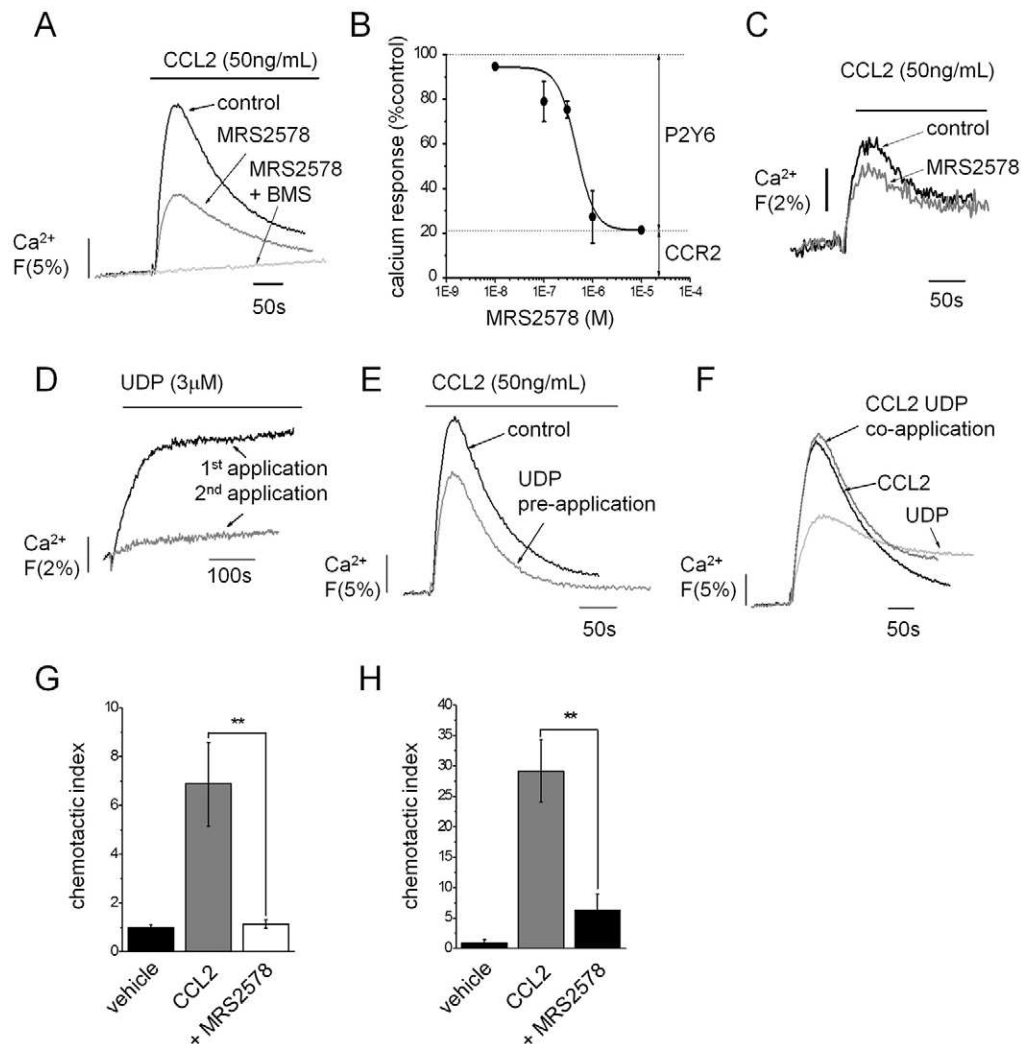 A
CCL2 (50ng/mL)
control
MRS2578
MRS2578
+ BMS
Ca2+
F(5%)
50s
B
calcium response (%control)
100
80
60
40
20
0
1E-9
1E-8
1E-7
1E-6
1E-5
1E-4
MRS2578 (M)
P2Y6
CCR2
C
CCL2 (50ng/mL)
control
MRS2578
Ca2+
F(2%)
50s
D
UDP (3μM)
1st application
2nd application
Ca2+
F(2%)
100s
E
CCL2 (50ng/mL)
control
UDP
pre-application
Ca2+
F(5%)
50s
F
CCL2 UDP
co-application
CCL2
UDP
Ca2+
F(5%)
50s
G
chemotactic index
10
8
6
4
2
0
**
vehicle
CCL2
+ MRS2578
H
chemotactic index
40
35
30
25
20
15
10
5
0
**
vehicle
CCL2
+ MRS2578